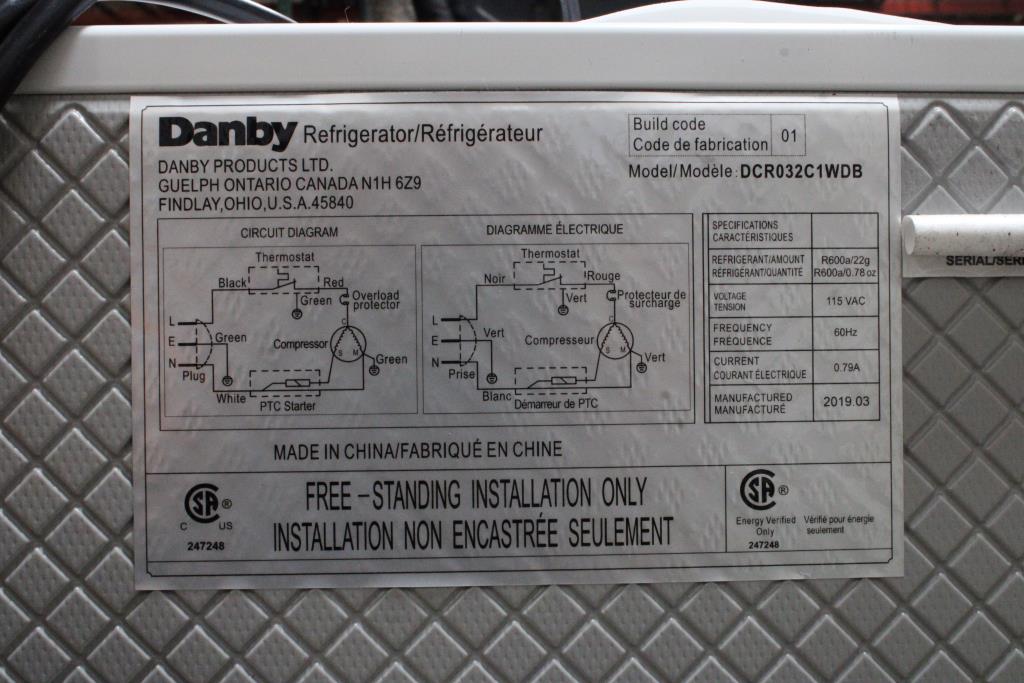 Danby Refrigerator/Réfrigérateur
DANBY PRODUCTS LTD.
GUELPH ONTARIO CANADA N1H 6Z9
FINDLAY,OHIO,U.S.A.45840
Build code
Code de fabrication
01
Model/Modèle: DCR032C1WDB
CIRCUIT DIAGRAM
Thermostat
Black
Red
Green
Overload
protector
L
E
N
Green
Plug
Compressor
C
S M
Green
White
PTC Starter
DIAGRAMME ÉLECTRIQUE
Thermostat
Noir
Rouge
Vert
Protecteur de
surcharge
L
E
N
Vert
Prise
Compresseur
C
S M
Vert
Blanc
Démarreur de PTC
SPECIFICATIONS
CARACTÉRISTIQUES
REFRIGERANT/AMOUNT R600a/22g
RÉFRIGÉRANT/QUANTITÉ R600a/0.78 oz
VOLTAGE
TENSION
115 VAC
FREQUENCY
FRÉQUENCE
60Hz
CURRENT
COURANT ÉLECTRIQUE
0.79A
MANUFACTURED
MANUFACTURÉ
2019.03
SERIAL/SERI
MADE IN CHINA/FABRIQUÉ EN CHINE
SA ®
C US
247248
FREE -STANDING INSTALLATION ONLY
INSTALLATION NON ENCASTRÉE SEULEMENT
SA ®
Energy Verified
Only
Vérifié pour énergie
seulement
247248